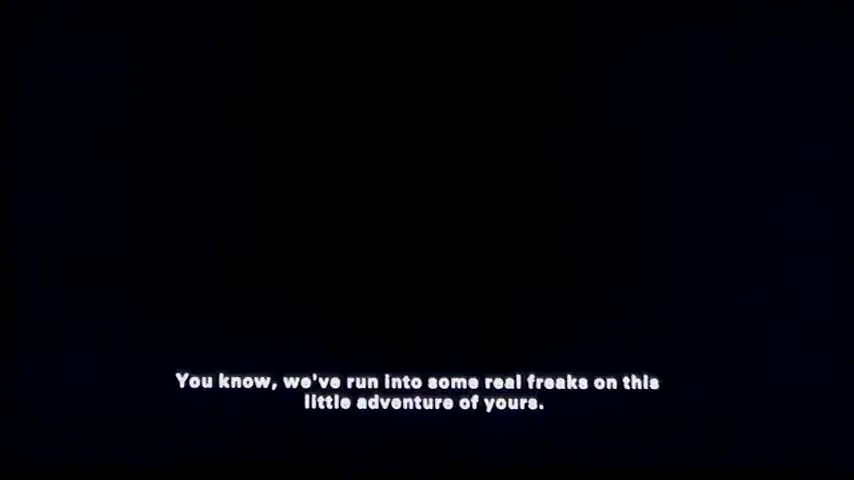 You know, we've run into some real freaks on this
little adventure of yours.